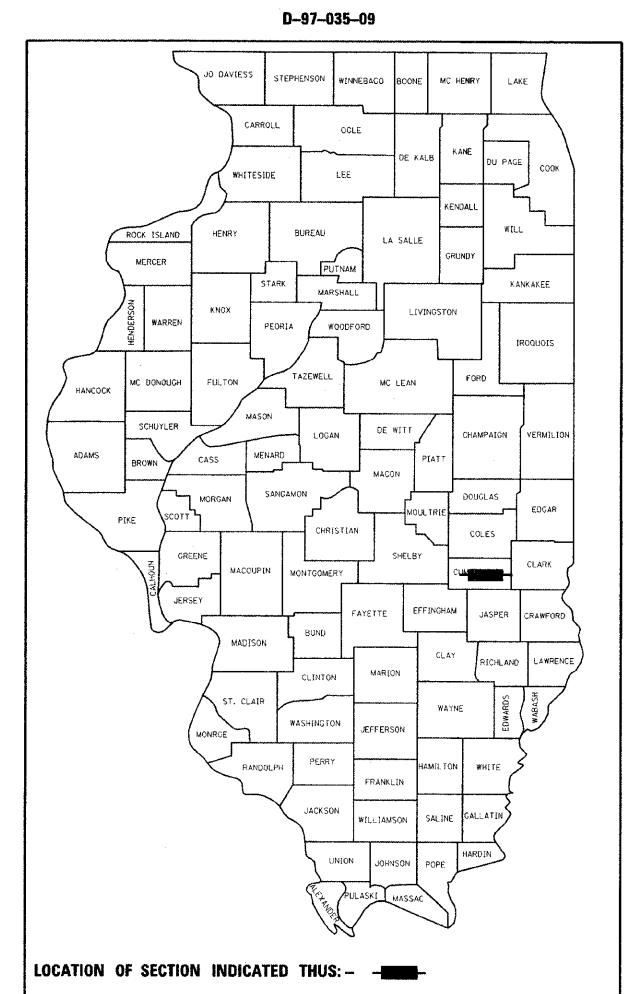 D-97-035-09
JO DAVIESS
STEPHENSON
WINNEBAGO
BOONE
MC HENRY
LAKE
CARROLL
OGLE
DE KALB
KANE
DU PAGE
COOK
WHITESIDE
LEE
KENDALL
ROCK ISLAND
HENRY
BUREAU
LA SALLE
WILL
GRUNDY
MERCER
PUTNAM
STARK
MARSHALL
KANKAKEE
HENDERSON
WARREN
KNOX
PEORIA
WOODFORD
LIVINGSTON
IROQUOIS
HANCOCK
MC DONOUGH
FULTON
TAZEWELL
MC LEAN
FORD
MASON
SCHUYLER
LOGAN
DE WITT
CHAMPAIGN
VERMILION
ADAMS
BROWN
CASS
MENARD
MACON
PIATT
PIKE
SCOTT
MORGAN
SANGAMON
CHRISTIAN
MOULTRIE
DOUGLAS
EDGAR
COLES
CALHOUN
GREENE
MACOUPIN
MONTGOMERY
SHELBY
CLARK
JERSEY
FAYETTE
EFFINGHAM
JASPER
CRAWFORD
MADISON
BOND
CLAY
RICHLAND
LAWRENCE
CLINTON
MARION
ST. CLAIR
WAYNE
EDWARDS
WABASH
WASHINGTON
JEFFERSON
MONROE
RANDOLPH
PERRY
HAMILTON
WHITE
FRANKLIN
JACKSON
WILLIAMSON
SALINE
GALLATIN
UNION
JOHNSON
POPE
HARDIN
ALEXANDER
PULASKI
MASSAC
LOCATION OF SECTION INDICATED THUS: -